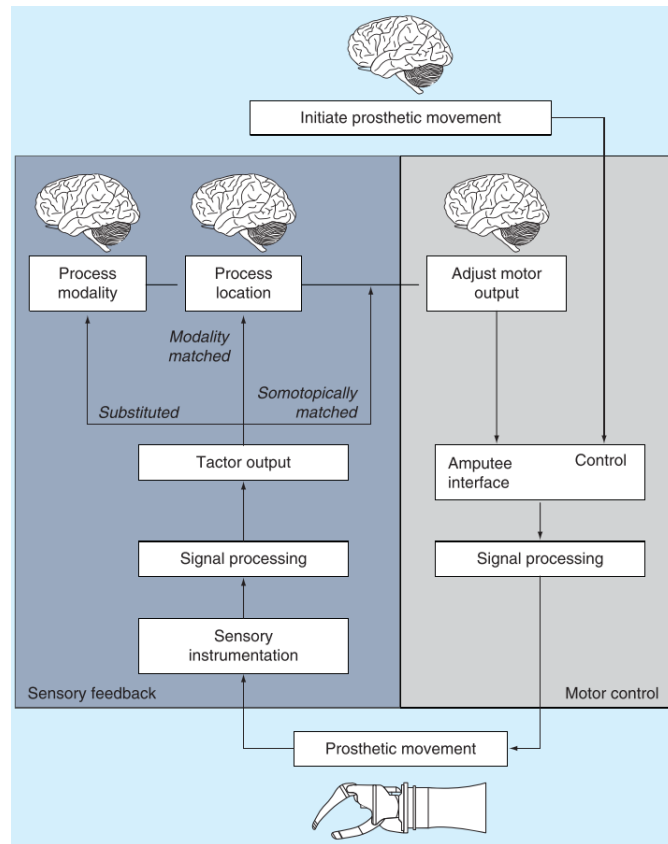 Initiate prosthetic movement
Process
modality
Process
location
Adjust motor
output
Modality
matched
Substituted
Somotopically
matched
Tactor output
Amputee
interface
Control
Signal processing
Signal processing
Sensory
instrumentation
Sensory feedback
Motor control
Prosthetic movement